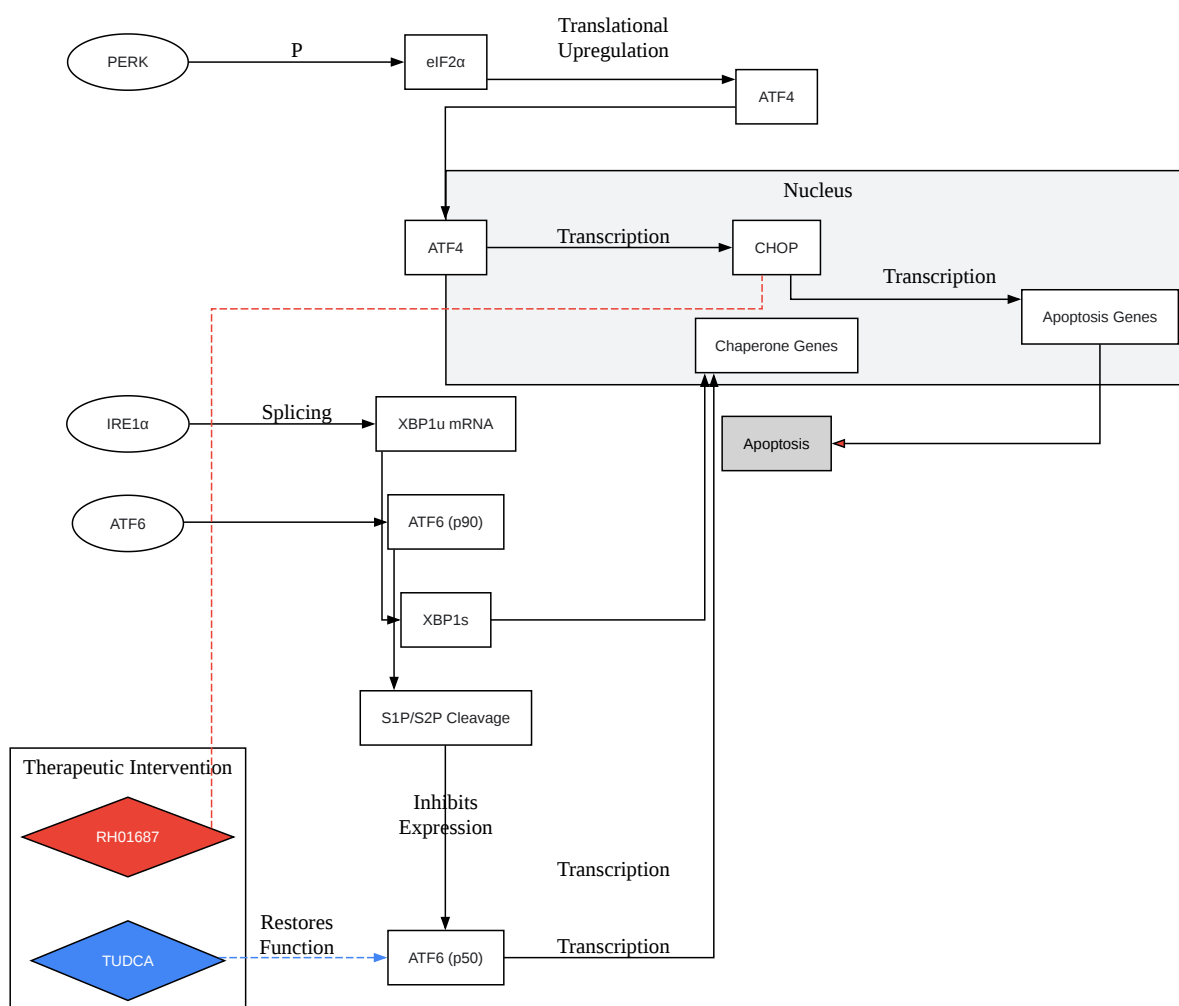 Translational
Upregulation
PERK
P
eIF2α
ATF4
Nucleus
ATF4
Transcription
CHOP
Transcription
Apoptosis Genes
Chaperone Genes
IRE1α
Splicing
XBP1u mRNA
Apoptosis
ATF6
ATF6 (p90)
XBP1s
S1P/S2P Cleavage
Therapeutic Intervention
Inhibits
Expression
RH01687
Transcription
Restores
Function
TUDCA
ATF6 (p50)
Transcription